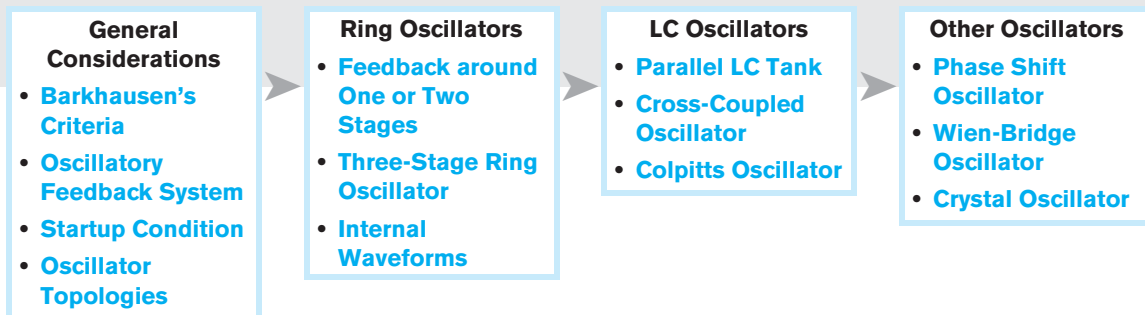 General
Considerations
• Barkhausen's
Criteria
• Oscillatory
Feedback System
• Startup Condition
• Oscillator
Topologies
Ring Oscillators
• Feedback around
One or Two
Stages
• Three-Stage Ring
Oscillator
• Internal
Waveforms
LC Oscillators
• Parallel LC Tank
• Cross-Coupled
Oscillator
• Colpitts Oscillator
Other Oscillators
• Phase Shift
Oscillator
• Wien-Bridge
Oscillator
• Crystal Oscillator